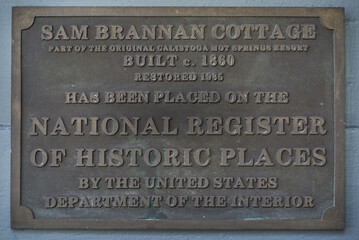 SAM BRANNAN COTTAGE
PART OF THE ORIGINAL CALISTOGA HOT SPRINGS RESORT
BUILT c. 1860
RESTORED 1985
HAS BEEN PLACED ON THE
NATIONAL REGISTER
OF HISTORIC PLACES
BY THE UNITED STATES
DEPARTMENT OF THE INTERIOR